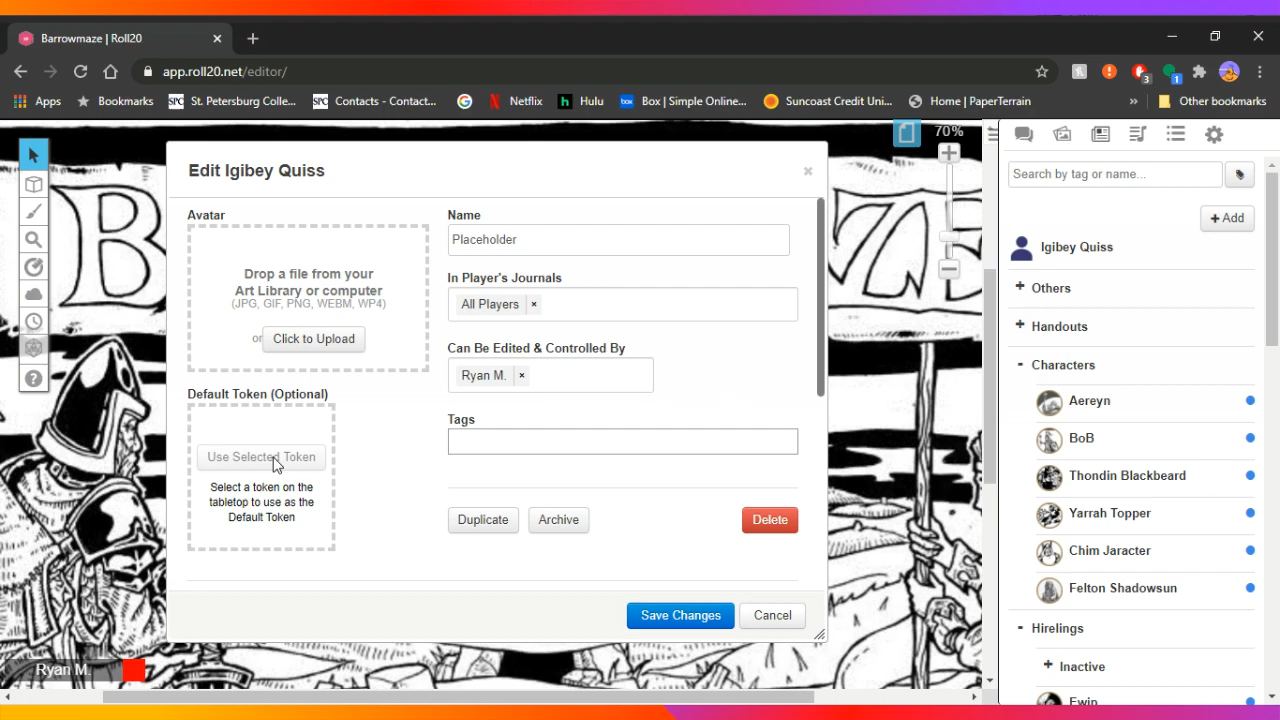 Barrowmaze | Roll20
app.roll20.net/editor/
3
1
Apps
Bookmarks
SPC St. Petersburg Colle...
SPC Contacts - Contact...
Netflix
h Hulu
box Box | Simple Online...
Suncoast Credit Uni...
Home | PaperTerrain
»
Other bookmarks
70%
Edit Igibey Quiss
×
Avatar
Drop a file from your
Art Library or computer
(JPG, GIF, PNG, WEBM, WP4)
or Click to Upload
Default Token (Optional)
Use Selected Token
Select a token on the
tabletop to use as the
Default Token
Name
Placeholder
In Player's Journals
All Players ×
Can Be Edited & Controlled By
Ryan M. ×
Tags
Duplicate
Archive
Delete
Save Changes
Cancel
Search by tag or name...
+ Add
Igibey Quiss
+ Others
+ Handouts
- Characters
Aereyn
BoB
Thondin Blackbeard
Yarrah Topper
Chim Jaracter
Felton Shadowsun
- Hirelings
+ Inactive
Ewin
Ryan M.
B